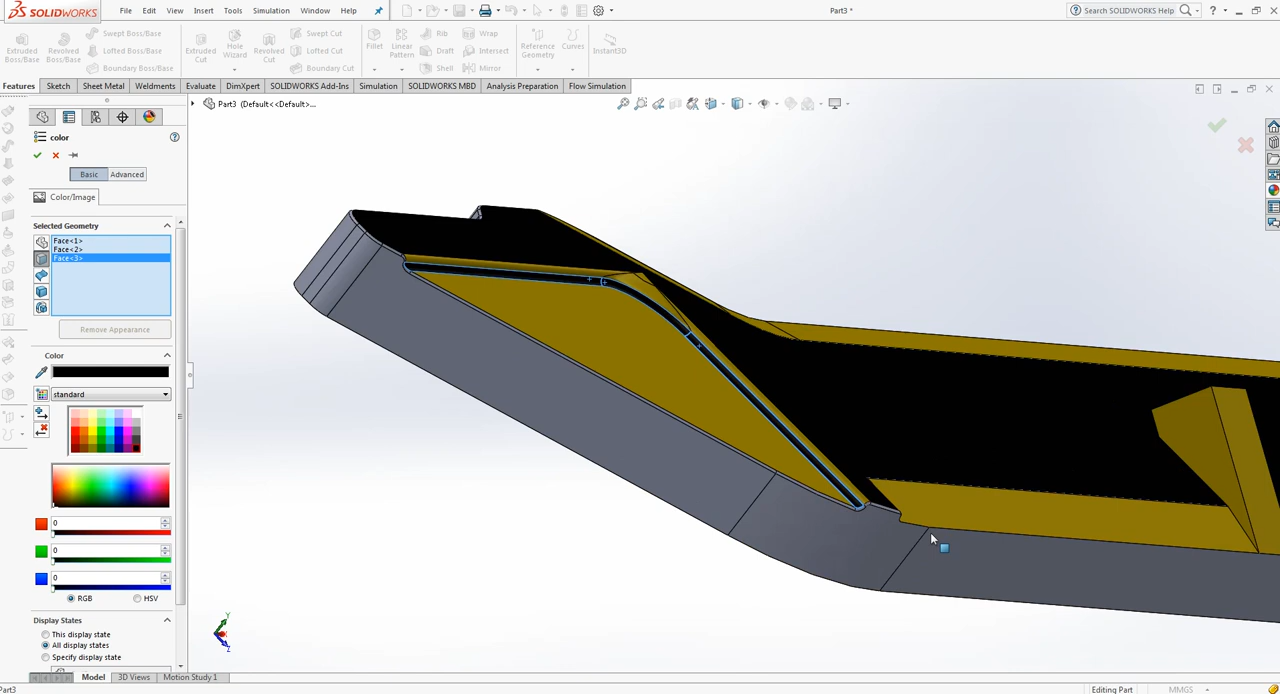 SOLIDWORKS
File Edit View Insert Tools Simulation Window Help
Part3 *
Search SOLIDWORKS Help
?
Extruded Boss/Base
Revolved Boss/Base
Swept Boss/Base
Lofted Boss/Base
Boundary Boss/Base
Extruded Cut
Hole Wizard
Revolved Cut
Swept Cut
Lofted Cut
Boundary Cut
Fillet
Linear Pattern
Rib
Draft
Shell
Wrap
Intersect
Mirror
Reference Geometry
Curves
Instant3D
Features Sketch Sheet Metal Weldments Evaluate DimXpert SOLIDWORKS Add-Ins Simulation SOLIDWORKS MBD Analysis Preparation Flow Simulation
Part3 (Default<<Default>...
color
?
Basic Advanced
Color/Image
Selected Geometry
Face<1>
Face<2>
Face<3>
Remove Appearance
Color
standard
0
0
0
RGB HSV
Display States
This display state
All display states
Specify display state
Y
X
Z
Model 3D Views Motion Study 1
Part3
Editing Part
MMGS